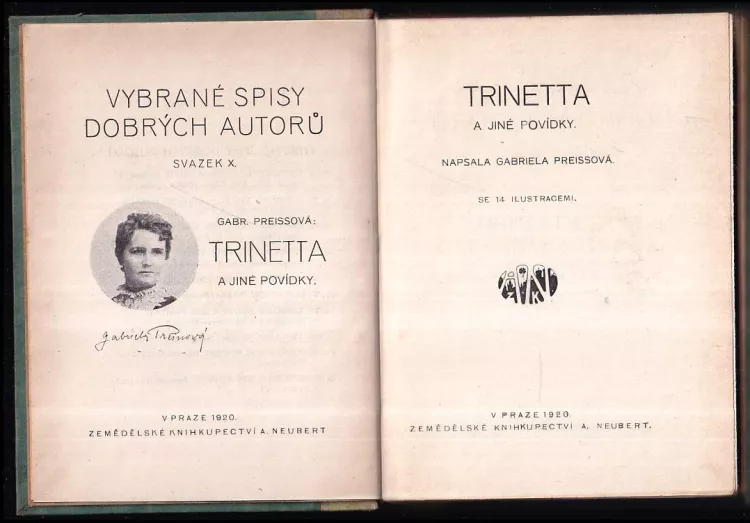 VYBRANÉ SPISY
DOBRÝCH AUTORŮ
SVAZEK X.
GABR. PREISSOVÁ:
TRINETTA
A JINÉ POVÍDKY.
Gabriela Preissová
V PRAZE 1920.
ZEMĚDĚLSKÉ KNIHKUPECTVÍ A. NEUBERT
TRINETTA
A JINÉ POVÍDKY.
NAPSALA GABRIELA PREISSOVÁ.
SE 14 ILUSTRACEMI.
V PRAZE 1920.
ZEMĚDĚLSKÉ KNIHKUPECTVÍ A. NEUBERT.